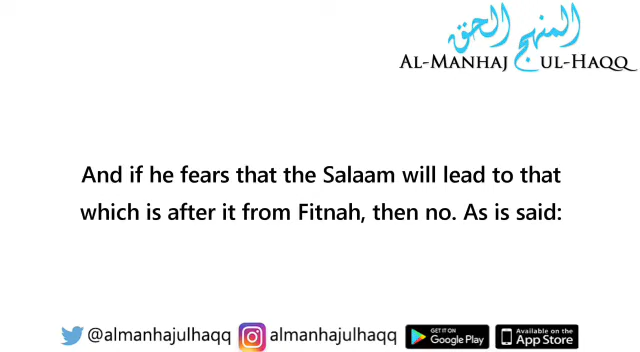 المنهج الحق
AL-MANHAJ UL-HAQQ
And if he fears that the Salaam will lead to that
which is after it from Fitnah, then no. As is said:
@almanhajulhaqq almanhajulhaqq GET IT ON Google Play Available on the App Store